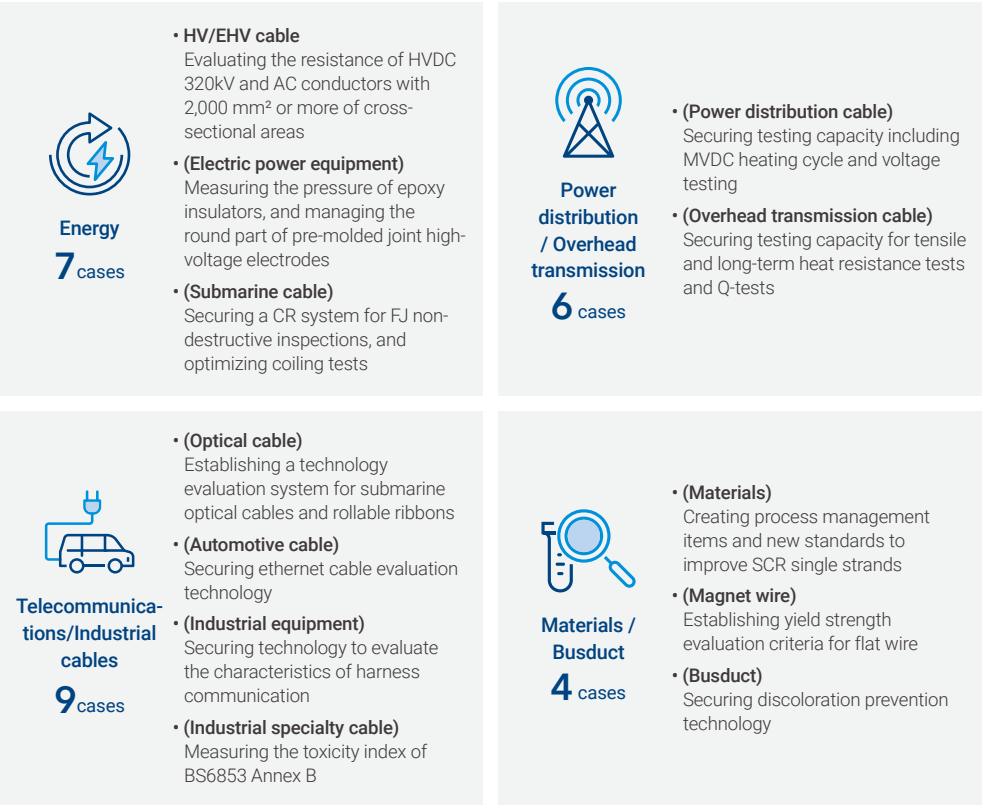 Energy
7 cases
• HV/EHV cable
Evaluating the resistance of HVDC
320kV and AC conductors with
2,000 mm² or more of cross-
sectional areas
• (Electric power equipment)
Measuring the pressure of epoxy
insulators, and managing the
round part of pre-molded joint high-
voltage electrodes
• (Submarine cable)
Securing a CR system for FJ non-
destructive inspections, and
optimizing coiling tests
Power
distribution
/ Overhead
transmission
6 cases
• (Power distribution cable)
Securing testing capacity including
MVDC heating cycle and voltage
testing
• (Overhead transmission cable)
Securing testing capacity for tensile
and long-term heat resistance tests
and Q-tests
Telecommunica-
tions/Industrial
cables
9 cases
• (Optical cable)
Establishing a technology
evaluation system for submarine
optical cables and rollable ribbons
• (Automotive cable)
Securing ethernet cable evaluation
technology
• (Industrial equipment)
Securing technology to evaluate
the characteristics of harness
communication
• (Industrial specialty cable)
Measuring the toxicity index of
BS6853 Annex B
Materials /
Busduct
4 cases
• (Materials)
Creating process management
items and new standards to
improve SCR single strands
• (Magnet wire)
Establishing yield strength
evaluation criteria for flat wire
• (Busduct)
Securing discoloration prevention
technology